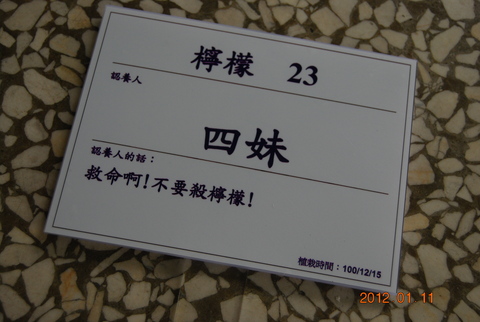 檸檬 23
認養人
四妹
認養人的話：
救命啊！不要殺檸檬！
植栽時間：100/12/15
2012 01 11